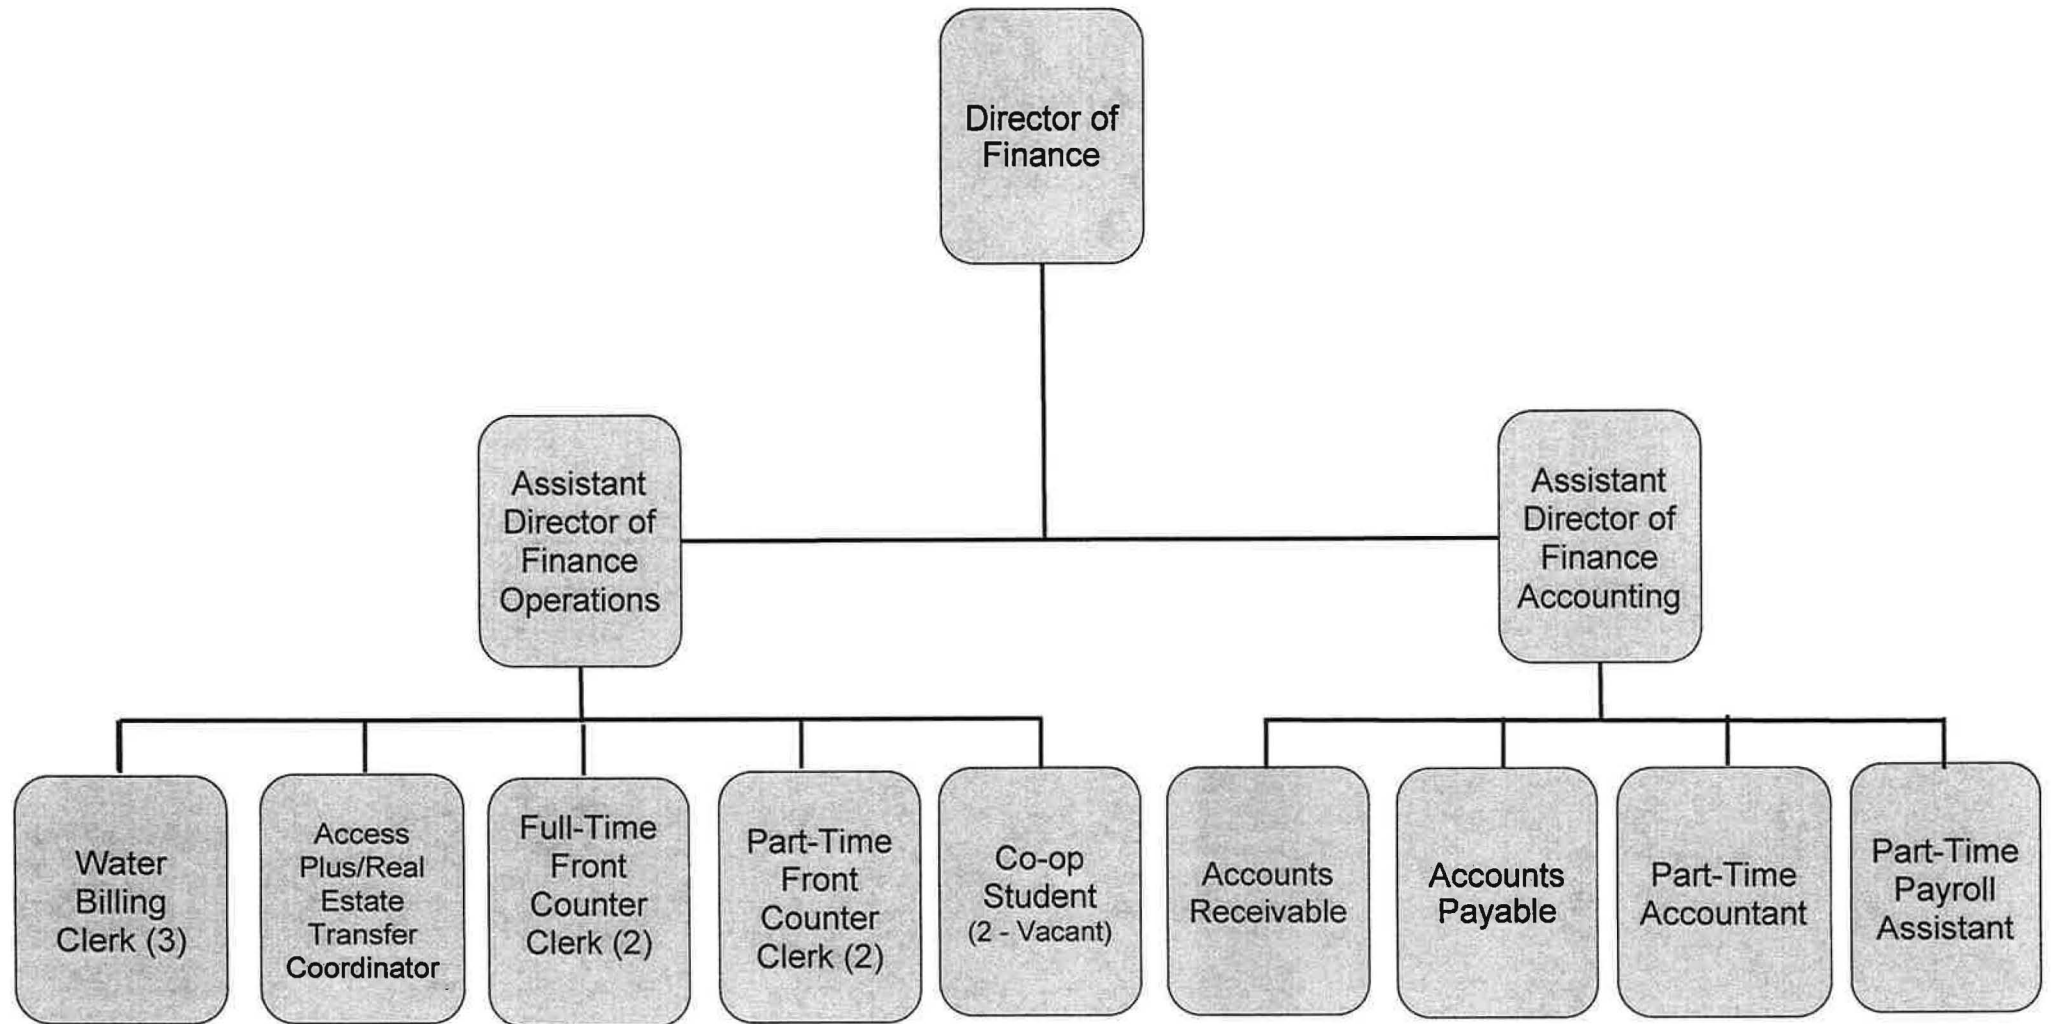 Director of
Finance
Assistant
Director of
Finance
Operations
Assistant
Director of
Finance
Accounting
Water
Billing
Clerk (3)
Access
Plus/Real
Estate
Transfer
Coordinator
Full-Time
Front
Counter
Clerk (2)
Part-Time
Front
Counter
Clerk (2)
Co-op
Student
(2 - Vacant)
Accounts
Receivable
Accounts
Payable
Part-Time
Accountant
Part-Time
Payroll
Assistant